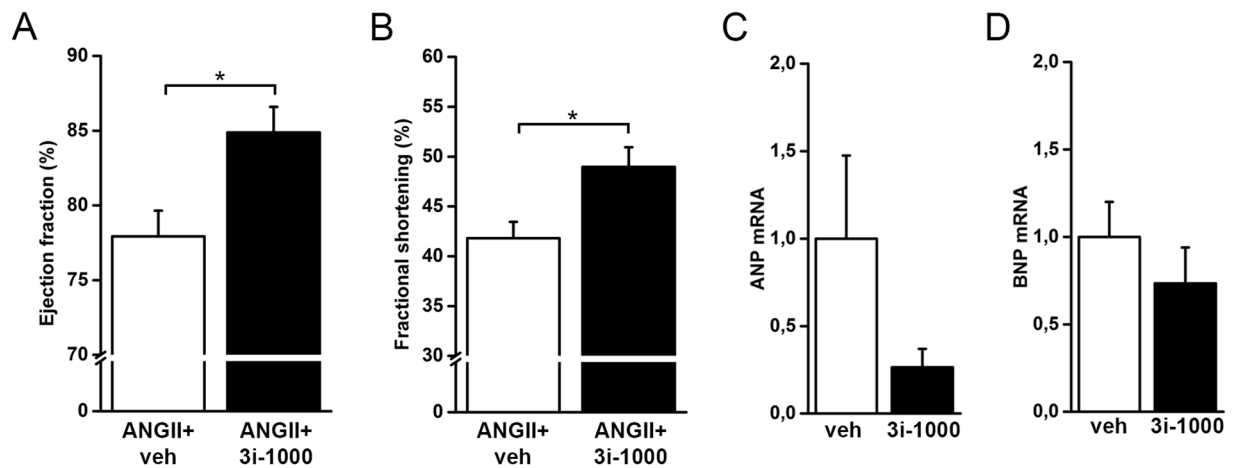 A
Ejection fraction (%)
90
85
80
75
70
0
*
ANGII+
veh
ANGII+
3i-1000
B
Fractional shortening (%)
60
55
50
45
40
35
30
0
*
ANGII+
veh
ANGII+
3i-1000
C
ANP mRNA
2,0
1,5
1,0
0,5
0,0
veh
3i-1000
D
BNP mRNA
2,0
1,5
1,0
0,5
0,0
veh
3i-1000